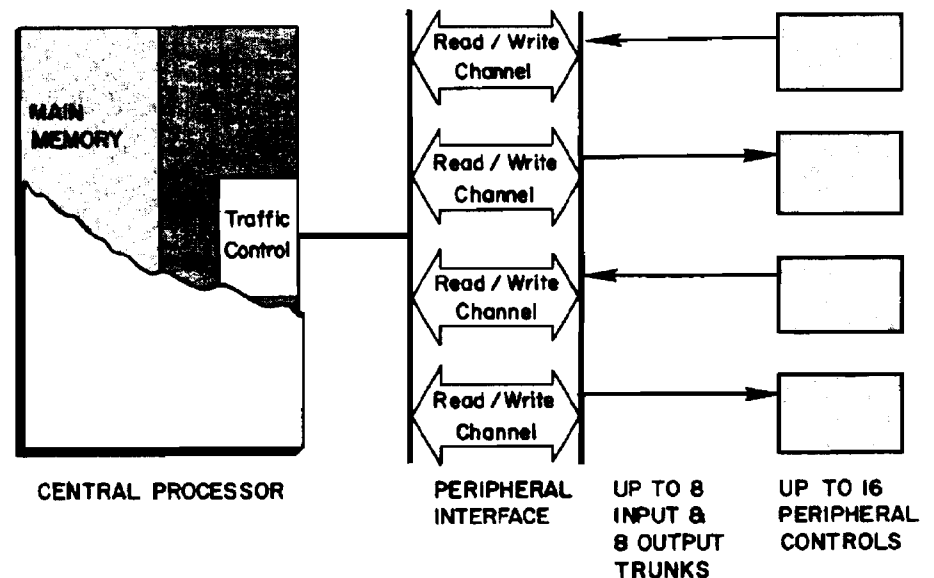 MAIN
MEMORY
Traffic
Control
Read / Write
Channel
Read / Write
Channel
Read / Write
Channel
Read / Write
Channel
CENTRAL PROCESSOR
PERIPHERAL
INTERFACE
UP TO 8
INPUT &
8 OUTPUT
TRUNKS
UP TO 16
PERIPHERAL
CONTROLS